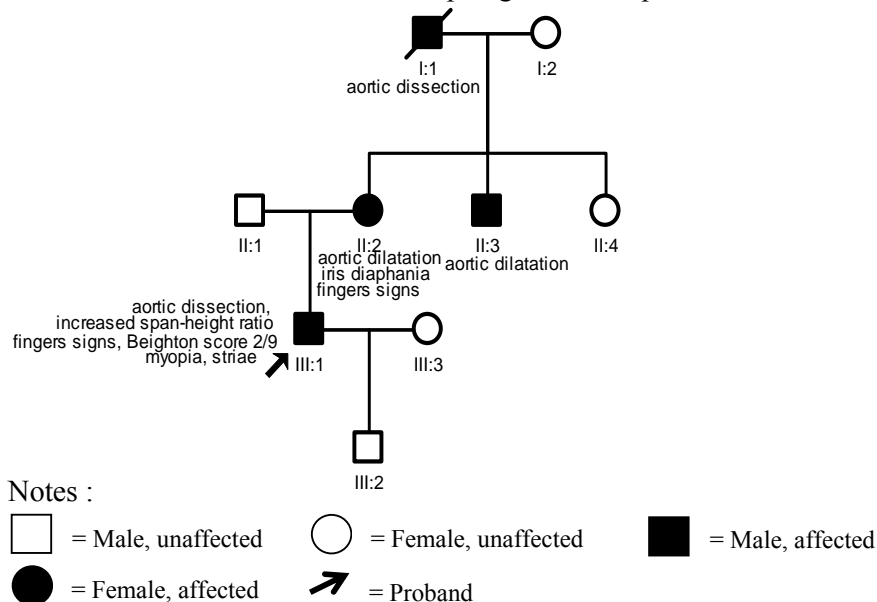 I:1
I:2
aortic dissection
II:1
II:2
II:3
II:4
aortic dilatation
iris diaphania
fingers signs
aortic dilatation
aortic dissection,
increased span-height ratio
fingers signs, Beighton score 2/9
myopia, striae
III:1
III:3
III:2
Notes :
= Male, unaffected
= Female, unaffected
= Male, affected
= Female, affected
= Proband